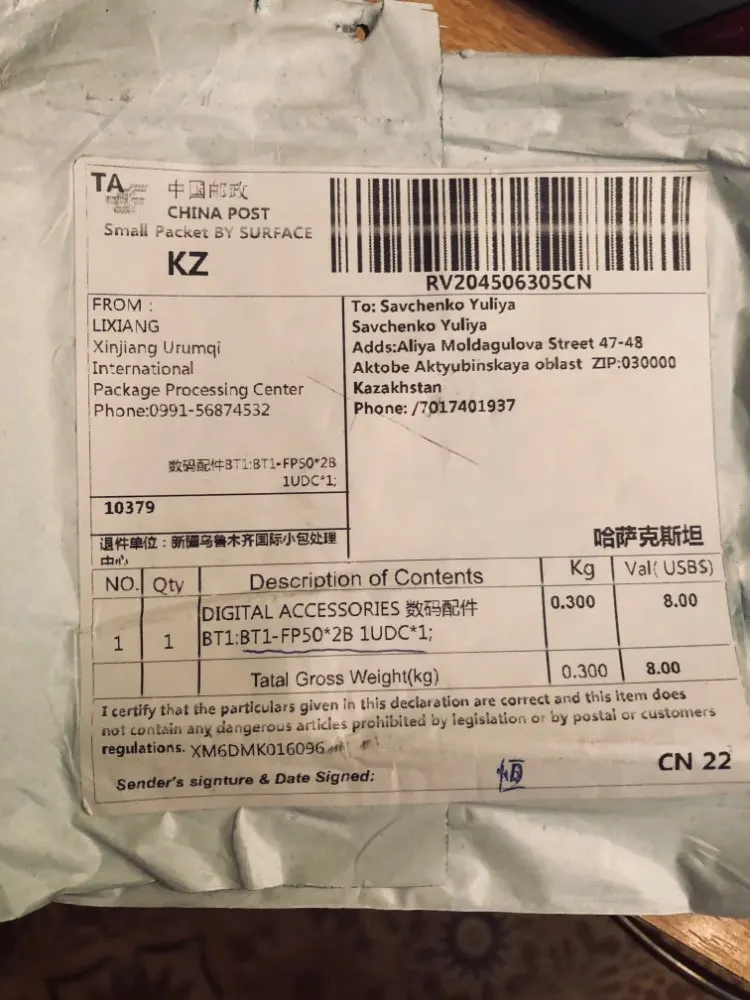 TA
中国邮政
CHINA POST
Small Packet BY SURFACE
KZ
RV204506305CN
FROM :
LIXIANG
Xinjiang Urumqi
International
Package Processing Center
Phone:0991-56874532
数码配件BT1:BT1-FP50*2B
1UDC*1;
10379
退件单位：新疆乌鲁木齐国际小包处理
中心
To: Savchenko Yuliya
Savchenko Yuliya
Adds:Aliya Moldagulova Street 47-48
Aktobe Aktyubinskaya oblast ZIP:030000
Kazakhstan
Phone: /7017401937
哈萨克斯坦
NO. Qty Description of Contents Kg Val( USB$)
1 1 DIGITAL ACCESSORIES 数码配件 0.300 8.00
BT1:BT1-FP50*2B 1UDC*1;
Tatal Gross Weight(kg) 0.300 8.00
I certify that the particulars given in this declaration are correct and this item does
not contain any dangerous articles prohibited by legislation or by postal or customers
regulations. XM6DMK016096
Sender's signture & Date Signed: 恒
CN 22